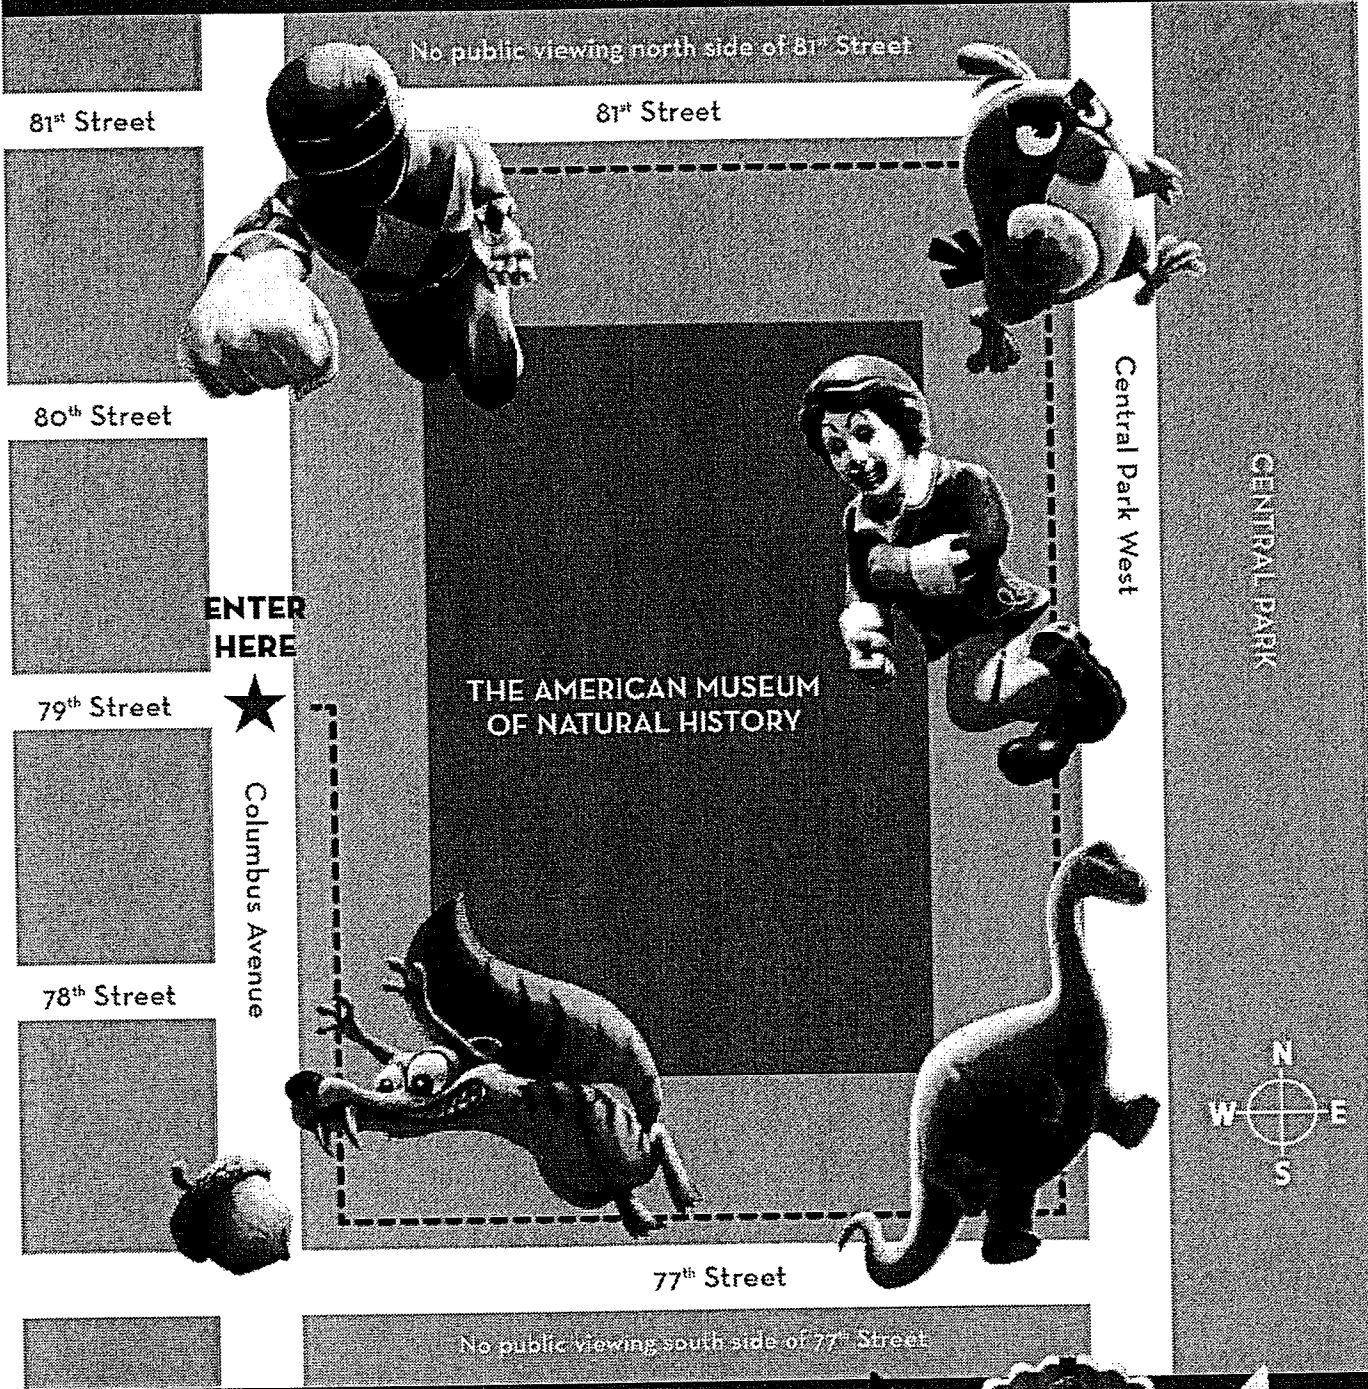 No public viewing north side of 81st Street
81st Street
81st Street
80th Street
Central Park West
CENTRAL PARK
ENTER
HERE
79th Street
THE AMERICAN MUSEUM
OF NATURAL HISTORY
Columbus Avenue
78th Street
N
W E
S
77th Street
No public viewing south side of 77th Street